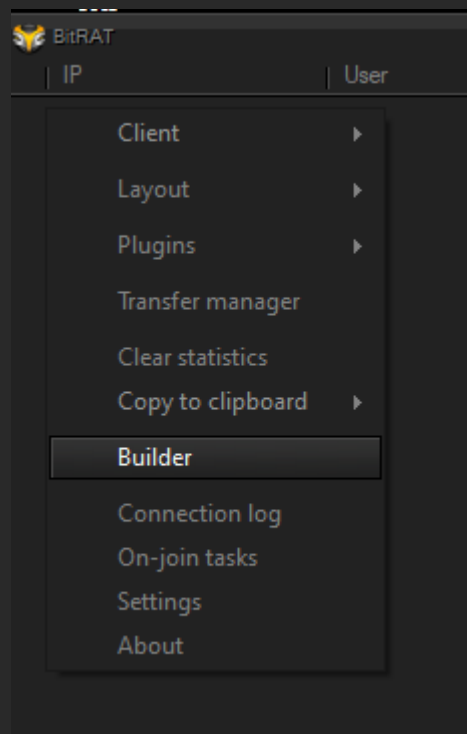 BitRAT
IP User
Client
Layout
Plugins
Transfer manager
Clear statistics
Copy to clipboard
Builder
Connection log
On-join tasks
Settings
About